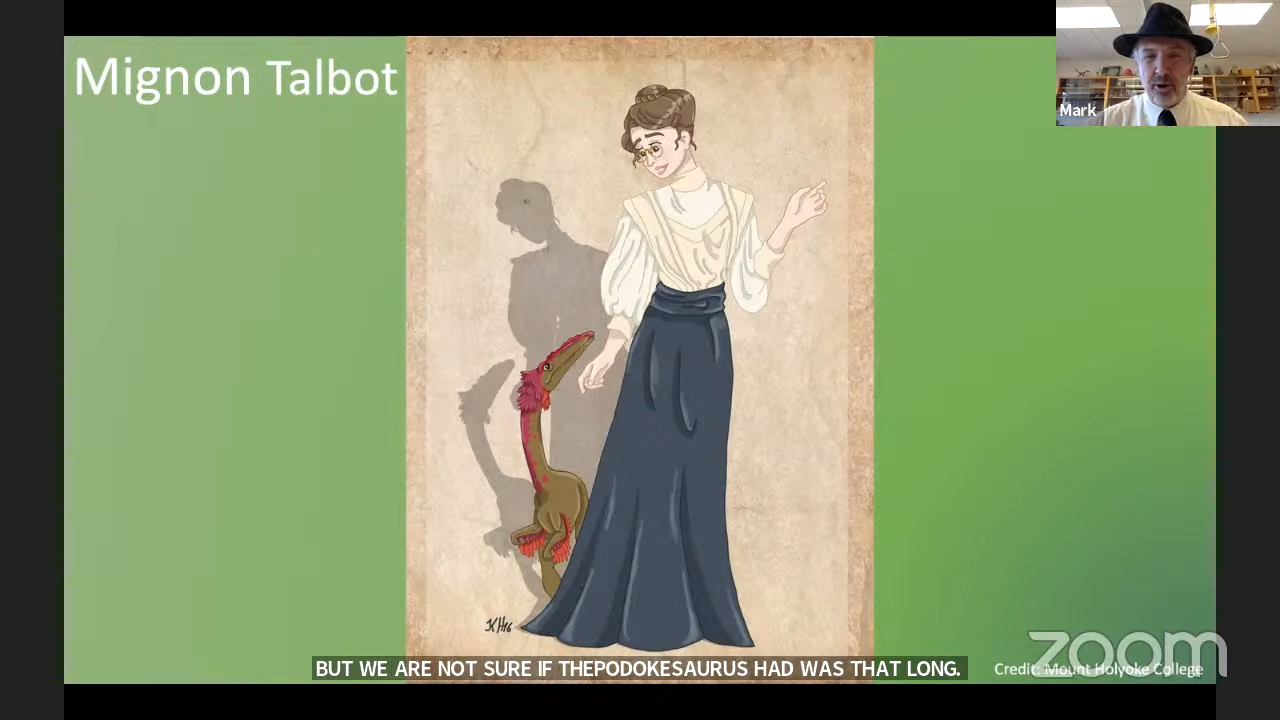 Mignon Talbot
Mark
KH16
BUT WE ARE NOT SURE IF THEPODOKESAURUS HAD WAS THAT LONG.
Credit: Mount Holyoke College
zoom